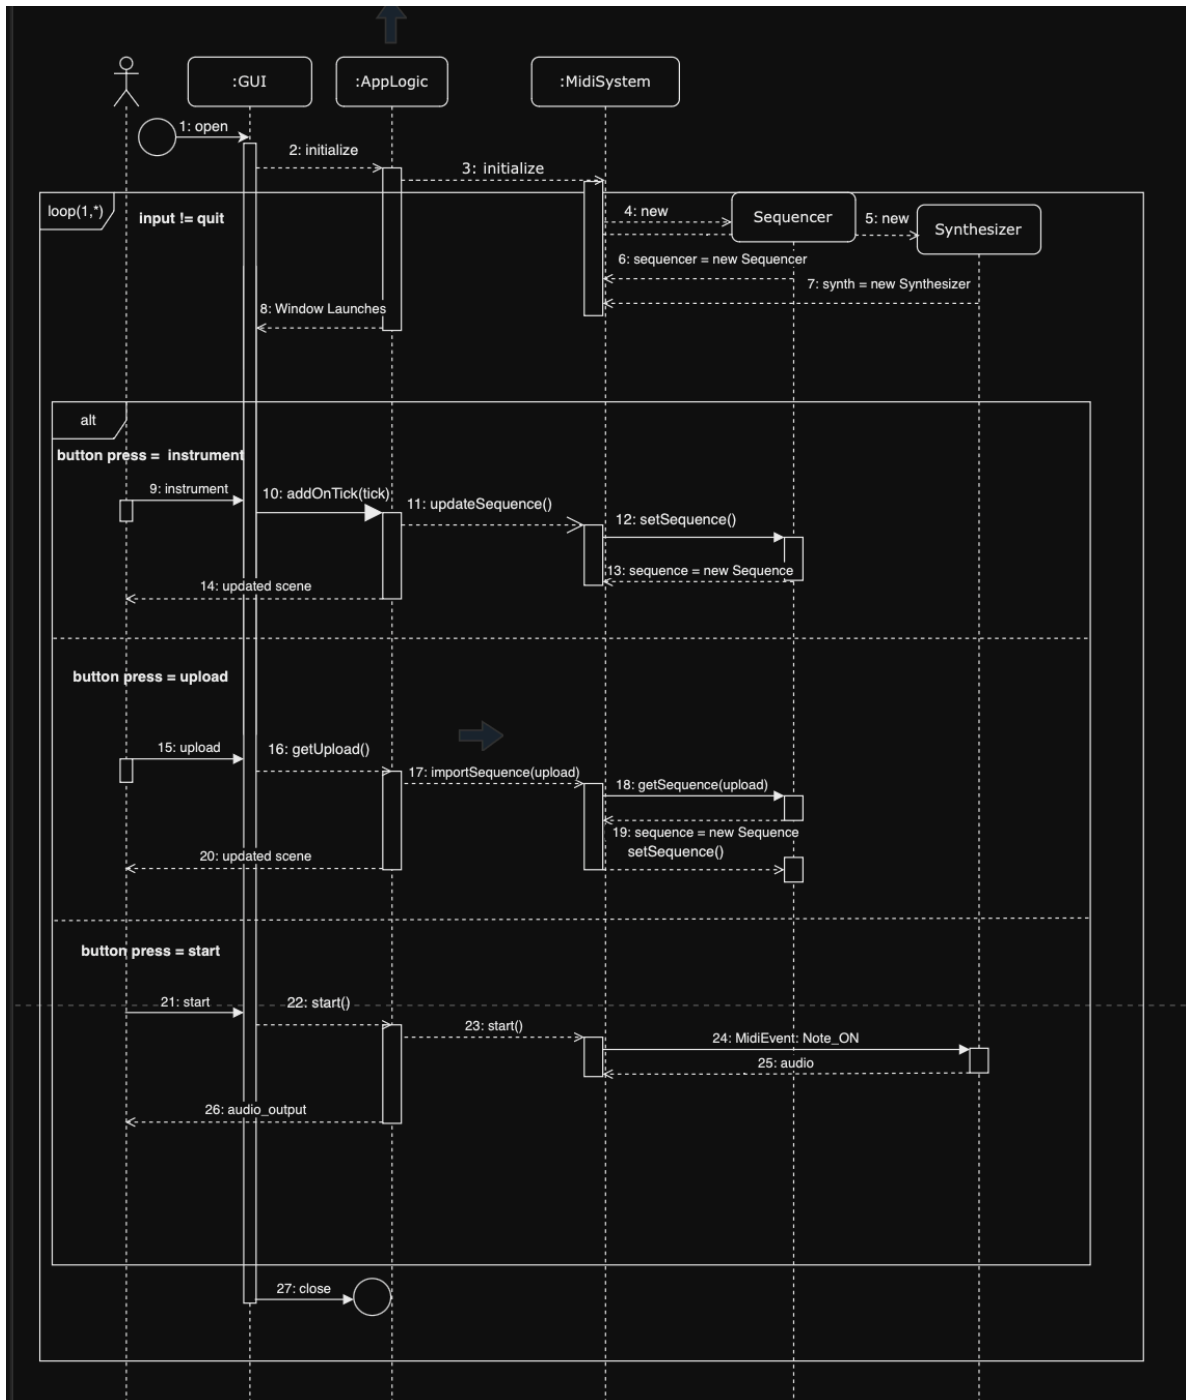 :GUI
:AppLogic
:MidiSystem
1: open
2: initialize
3: initialize
loop(1,*)
input != quit
4: new
Sequencer
5: new
Synthesizer
6: sequencer = new Sequencer
7: synth = new Synthesizer
8: Window Launches
alt
button press =  instrument
9: instrument
10: addOnTick(tick)
11: updateSequence()
12: setSequence()
13: sequence = new Sequence
14: updated scene
button press = upload
15: upload
16: getUpload()
17: importSequence(upload)
18: getSequence(upload)
19: sequence = new Sequence
setSequence()
20: updated scene
button press = start
21: start
22: start()
23: start()
24: MidiEvent: Note_ON
25: audio
26: audio_output
27: close